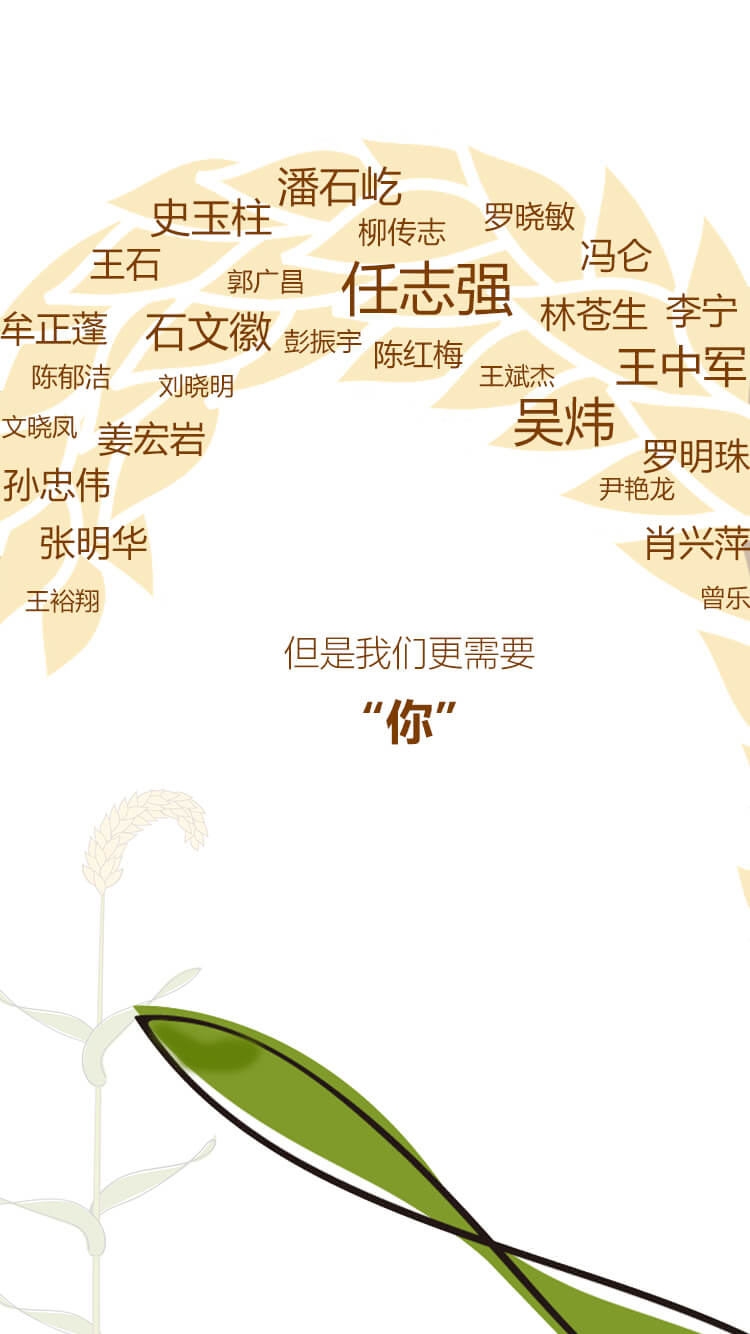 潘石屹
史玉柱
罗晓敏
柳传志
王石
冯仑
郭广昌
任志强
林苍生
李宁
牟正蓬
石文徽
彭振宇
陈红梅
王中军
陈郁洁
刘晓明
王斌杰
文晓凤
姜宏岩
吴炜
罗明珠
孙忠伟
尹艳龙
张明华
肖兴萍
王裕翔
曾乐
但是我们更需要
“你”